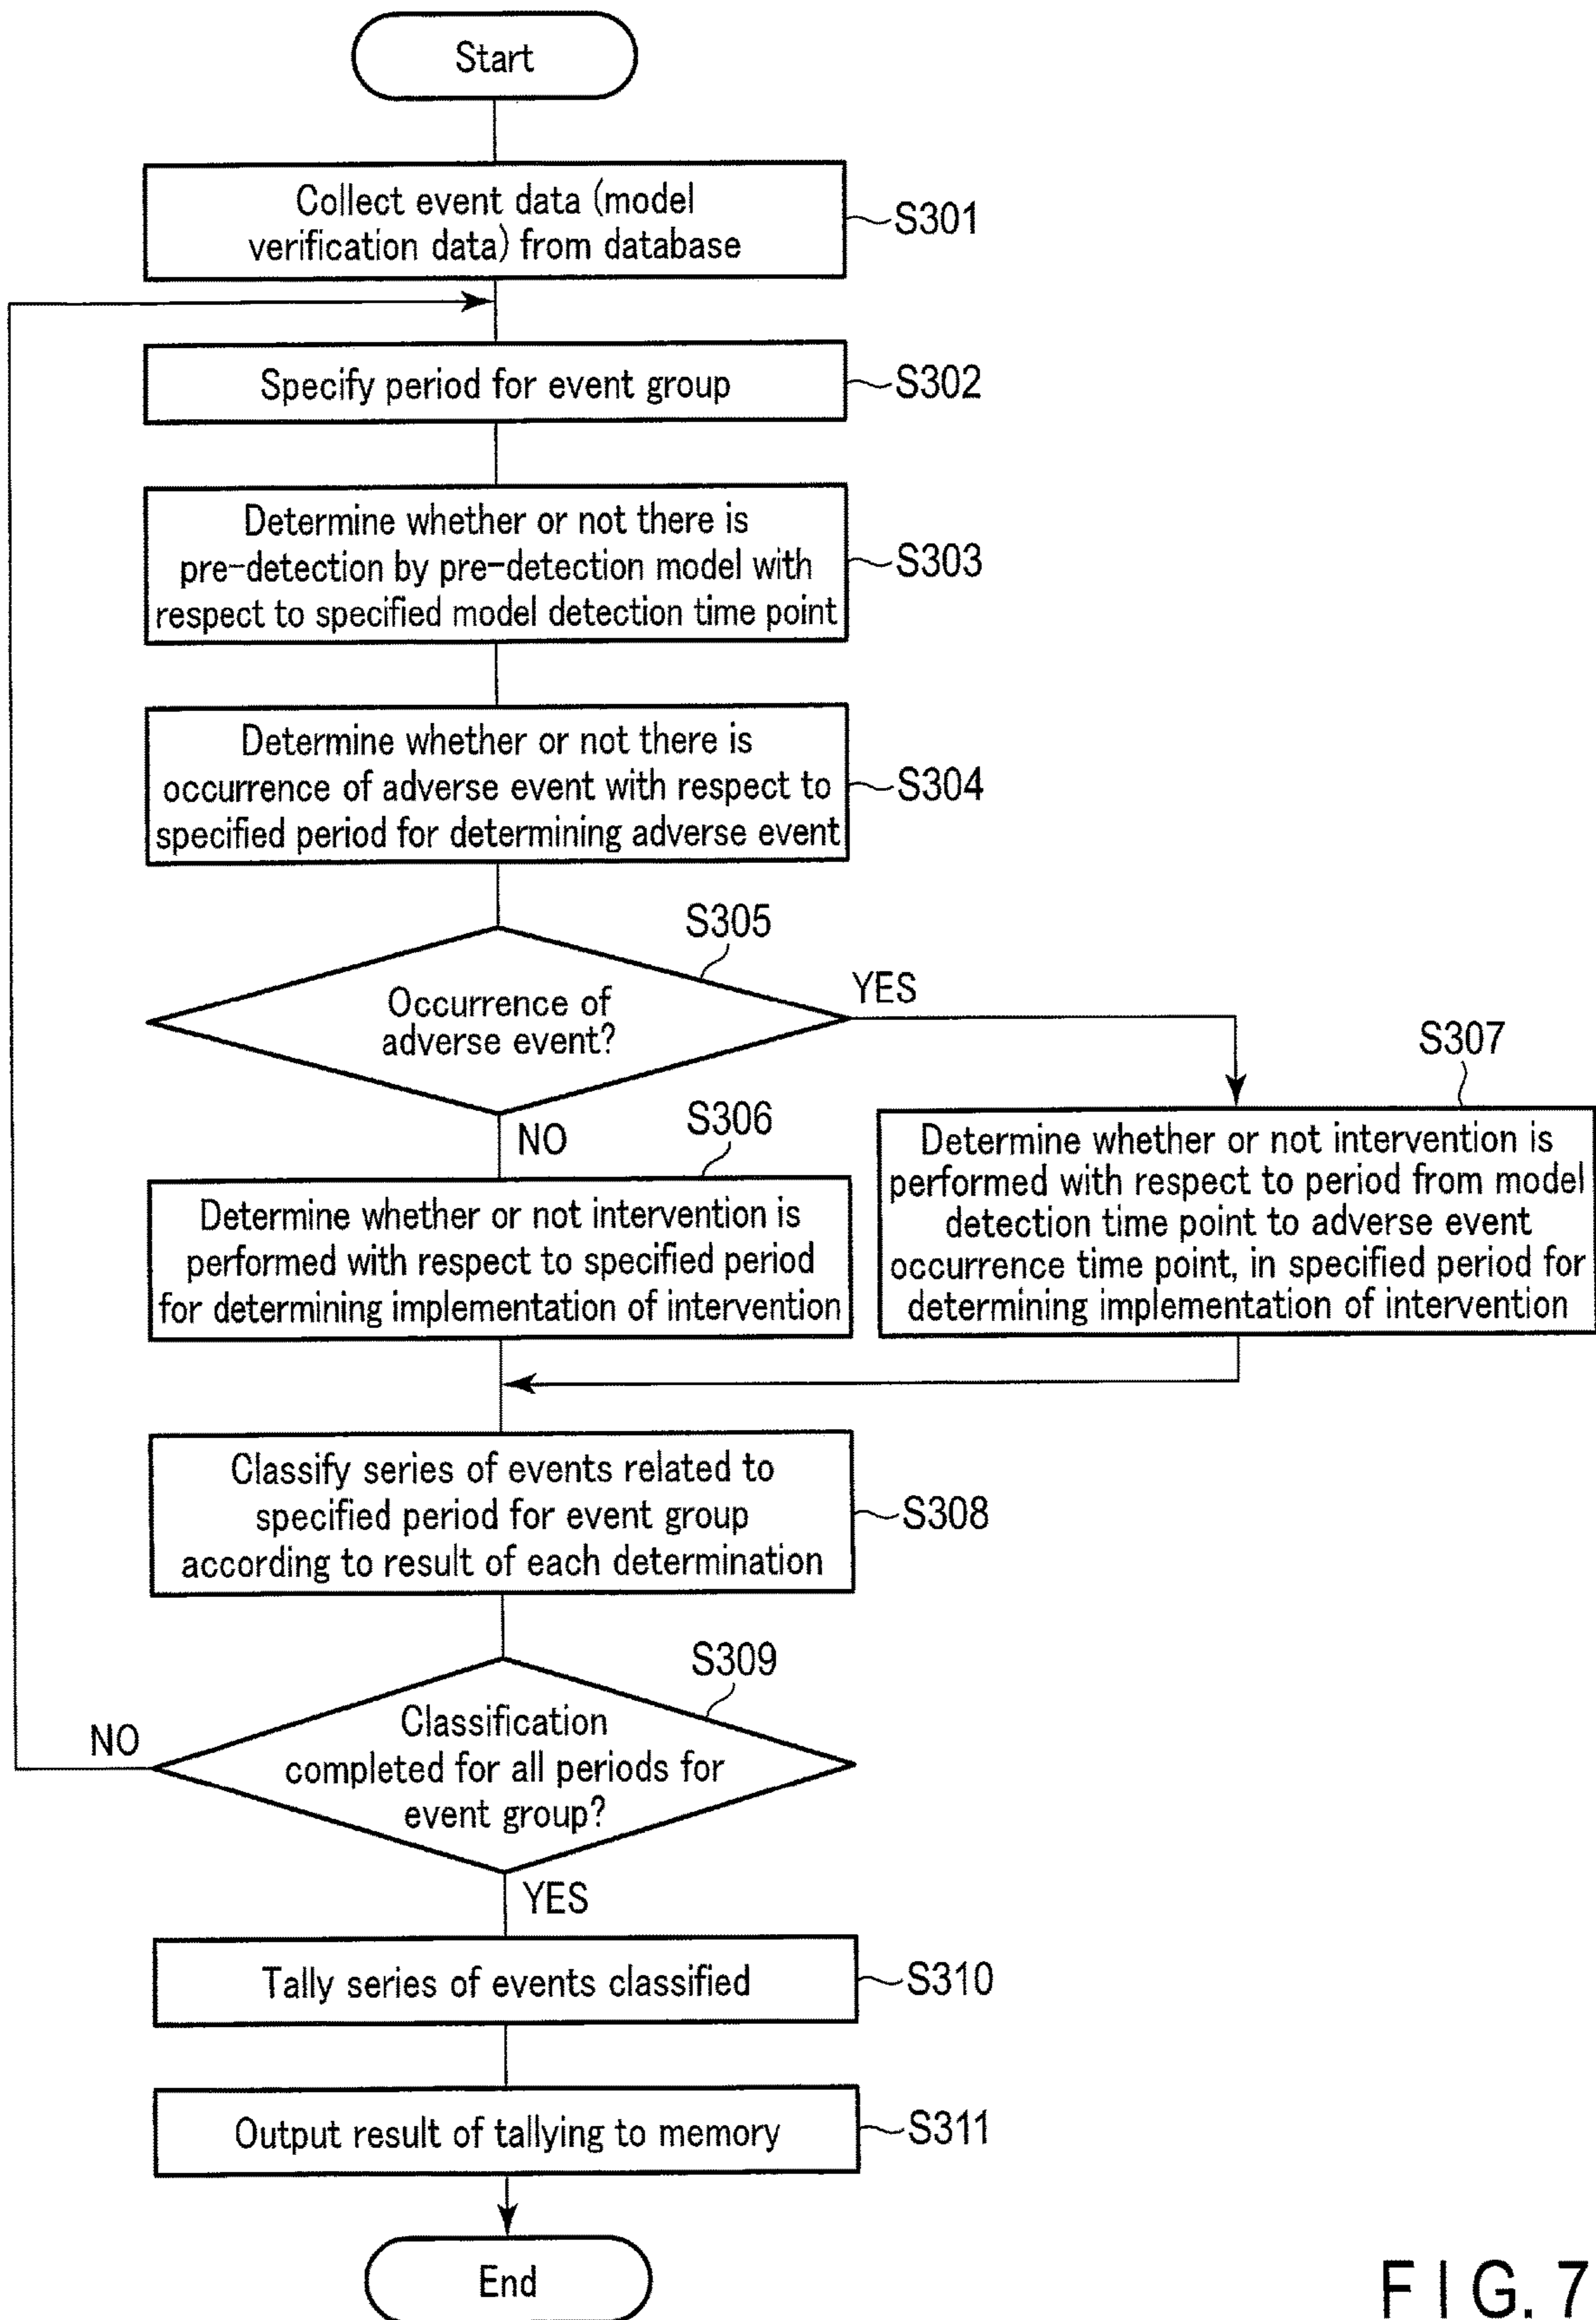 Start
Collect event data (model
verification data) from database
S301
Specify period for event group
S302
Determine whether or not there is
pre-detection by pre-detection model with
respect to specified model detection time point
S303
Determine whether or not there is
occurrence of adverse event with respect to
specified period for determining adverse event
S304
S305
Occurrence of
adverse event?
YES
NO
S306
Determine whether or not intervention is
performed with respect to specified period
for determining implementation of intervention
S307
Determine whether or not intervention is
performed with respect to period from model
detection time point to adverse event
occurrence time point, in specified period for
determining implementation of intervention
Classify series of events related to
specified period for event group
according to result of each determination
S308
S309
Classification
completed for all periods for
event group?
NO
YES
Tally series of events classified
S310
Output result of tallying to memory
S311
End
FIG. 7